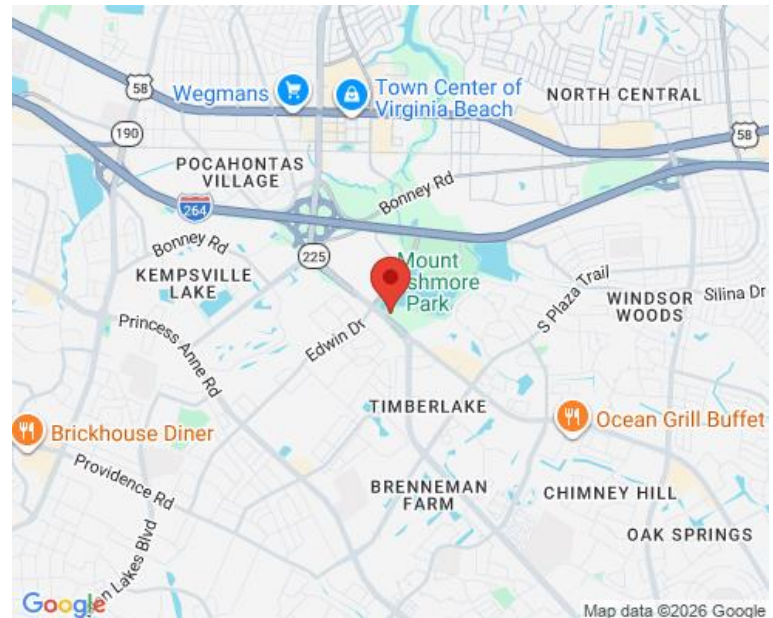 58
Wegmans
Town Center of
Virginia Beach
NORTH CENTRAL
190
58
POCAHONTAS
VILLAGE
Bonney Rd
264
Bonney Rd
225
Mount
shmore
Park
KEMPSVILLE
LAKE
S Plaza Trail
WINDSOR
WOODS
Silina Dr
Princess Anne Rd
Edwin Dr
TIMBERLAKE
Ocean Grill Buffet
Brickhouse Diner
Providence Rd
BRENNEMAN
FARM
CHIMNEY HILL
OAK SPRINGS
Lakes Blvd
Google
Map data ©2026 Google